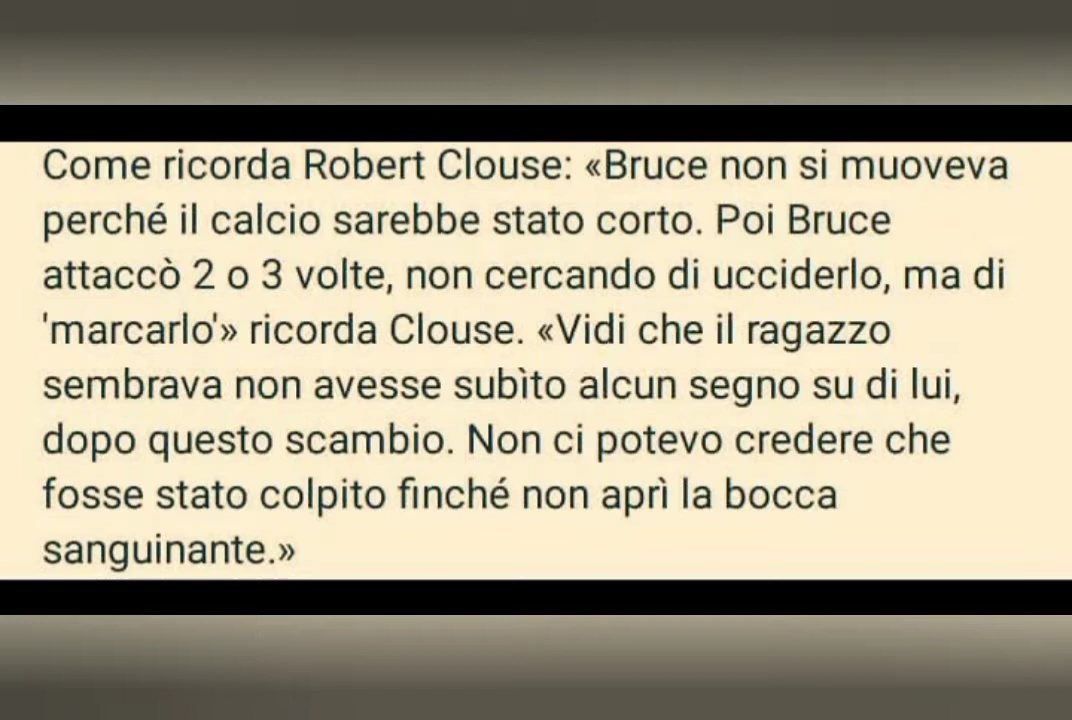 Come ricorda Robert Clouse: «Bruce non si muoveva
perché il calcio sarebbe stato corto. Poi Bruce
attaccò 2 o 3 volte, non cercando di ucciderlo, ma di
'marcarlo'» ricorda Clouse. «Vidi che il ragazzo
sembrava non avesse subìto alcun segno su di lui,
dopo questo scambio. Non ci potevo credere che
fosse stato colpito finché non aprì la bocca
sanguinante.»